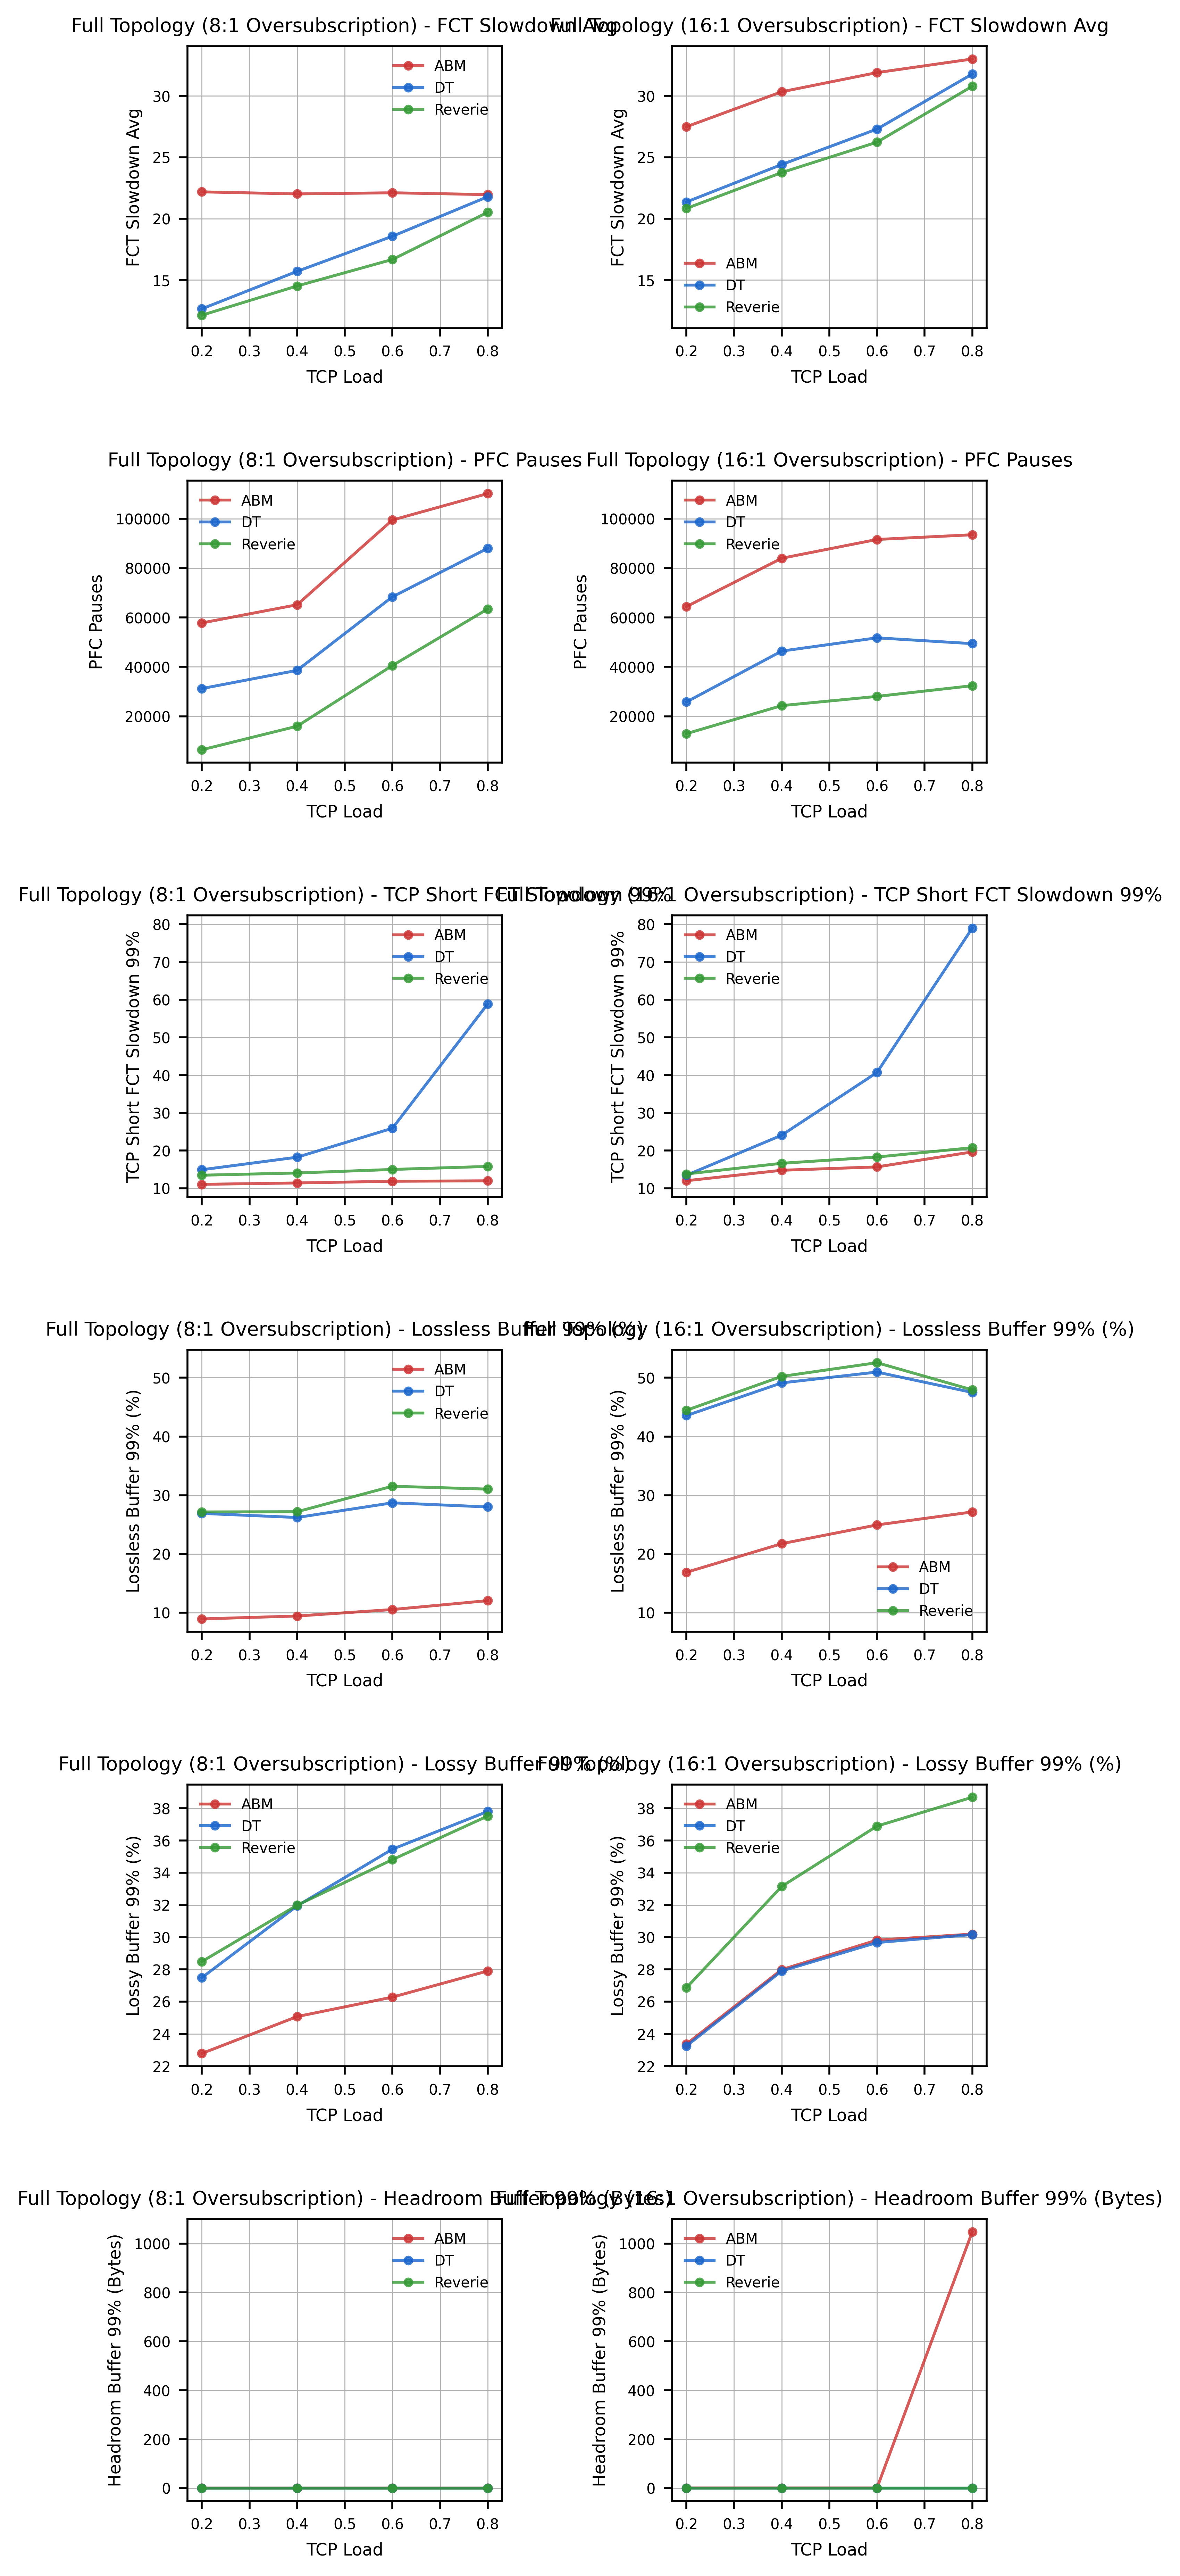 Full Topology (8:1 Oversubscription) - FCT Slowdown Avg
Full Topology (16:1 Oversubscription) - FCT Slowdown Avg
FCT Slowdown Avg
30
25
20
15
ABM
DT
Reverie
0.2 0.3 0.4 0.5 0.6 0.7 0.8
TCP Load
FCT Slowdown Avg
30
25
20
15
ABM
DT
Reverie
0.2 0.3 0.4 0.5 0.6 0.7 0.8
TCP Load
Full Topology (8:1 Oversubscription) - PFC Pauses
Full Topology (16:1 Oversubscription) - PFC Pauses
PFC Pauses
100000
80000
60000
40000
20000
ABM
DT
Reverie
0.2 0.3 0.4 0.5 0.6 0.7 0.8
TCP Load
PFC Pauses
100000
80000
60000
40000
20000
ABM
DT
Reverie
0.2 0.3 0.4 0.5 0.6 0.7 0.8
TCP Load
Full Topology (8:1 Oversubscription) - TCP Short FCT Slowdown 99%
Full Topology (16:1 Oversubscription) - TCP Short FCT Slowdown 99%
TCP Short FCT Slowdown 99%
80
70
60
50
40
30
20
10
ABM
DT
Reverie
0.2 0.3 0.4 0.5 0.6 0.7 0.8
TCP Load
TCP Short FCT Slowdown 99%
80
70
60
50
40
30
20
10
ABM
DT
Reverie
0.2 0.3 0.4 0.5 0.6 0.7 0.8
TCP Load
Full Topology (8:1 Oversubscription) - Lossless Buffer 99% (%)
Full Topology (16:1 Oversubscription) - Lossless Buffer 99% (%)
Lossless Buffer 99% (%)
50
40
30
20
10
ABM
DT
Reverie
0.2 0.3 0.4 0.5 0.6 0.7 0.8
TCP Load
Lossless Buffer 99% (%)
50
40
30
20
10
ABM
DT
Reverie
0.2 0.3 0.4 0.5 0.6 0.7 0.8
TCP Load
Full Topology (8:1 Oversubscription) - Lossy Buffer 99% (%)
Full Topology (16:1 Oversubscription) - Lossy Buffer 99% (%)
Lossy Buffer 99% (%)
38
36
34
32
30
28
26
24
22
ABM
DT
Reverie
0.2 0.3 0.4 0.5 0.6 0.7 0.8
TCP Load
Lossy Buffer 99% (%)
38
36
34
32
30
28
26
24
22
ABM
DT
Reverie
0.2 0.3 0.4 0.5 0.6 0.7 0.8
TCP Load
Full Topology (8:1 Oversubscription) - Headroom Buffer 99% (Bytes)
Full Topology (16:1 Oversubscription) - Headroom Buffer 99% (Bytes)
Headroom Buffer 99% (Bytes)
1000
800
600
400
200
0
ABM
DT
Reverie
0.2 0.3 0.4 0.5 0.6 0.7 0.8
TCP Load
Headroom Buffer 99% (Bytes)
1000
800
600
400
200
0
ABM
DT
Reverie
0.2 0.3 0.4 0.5 0.6 0.7 0.8
TCP Load